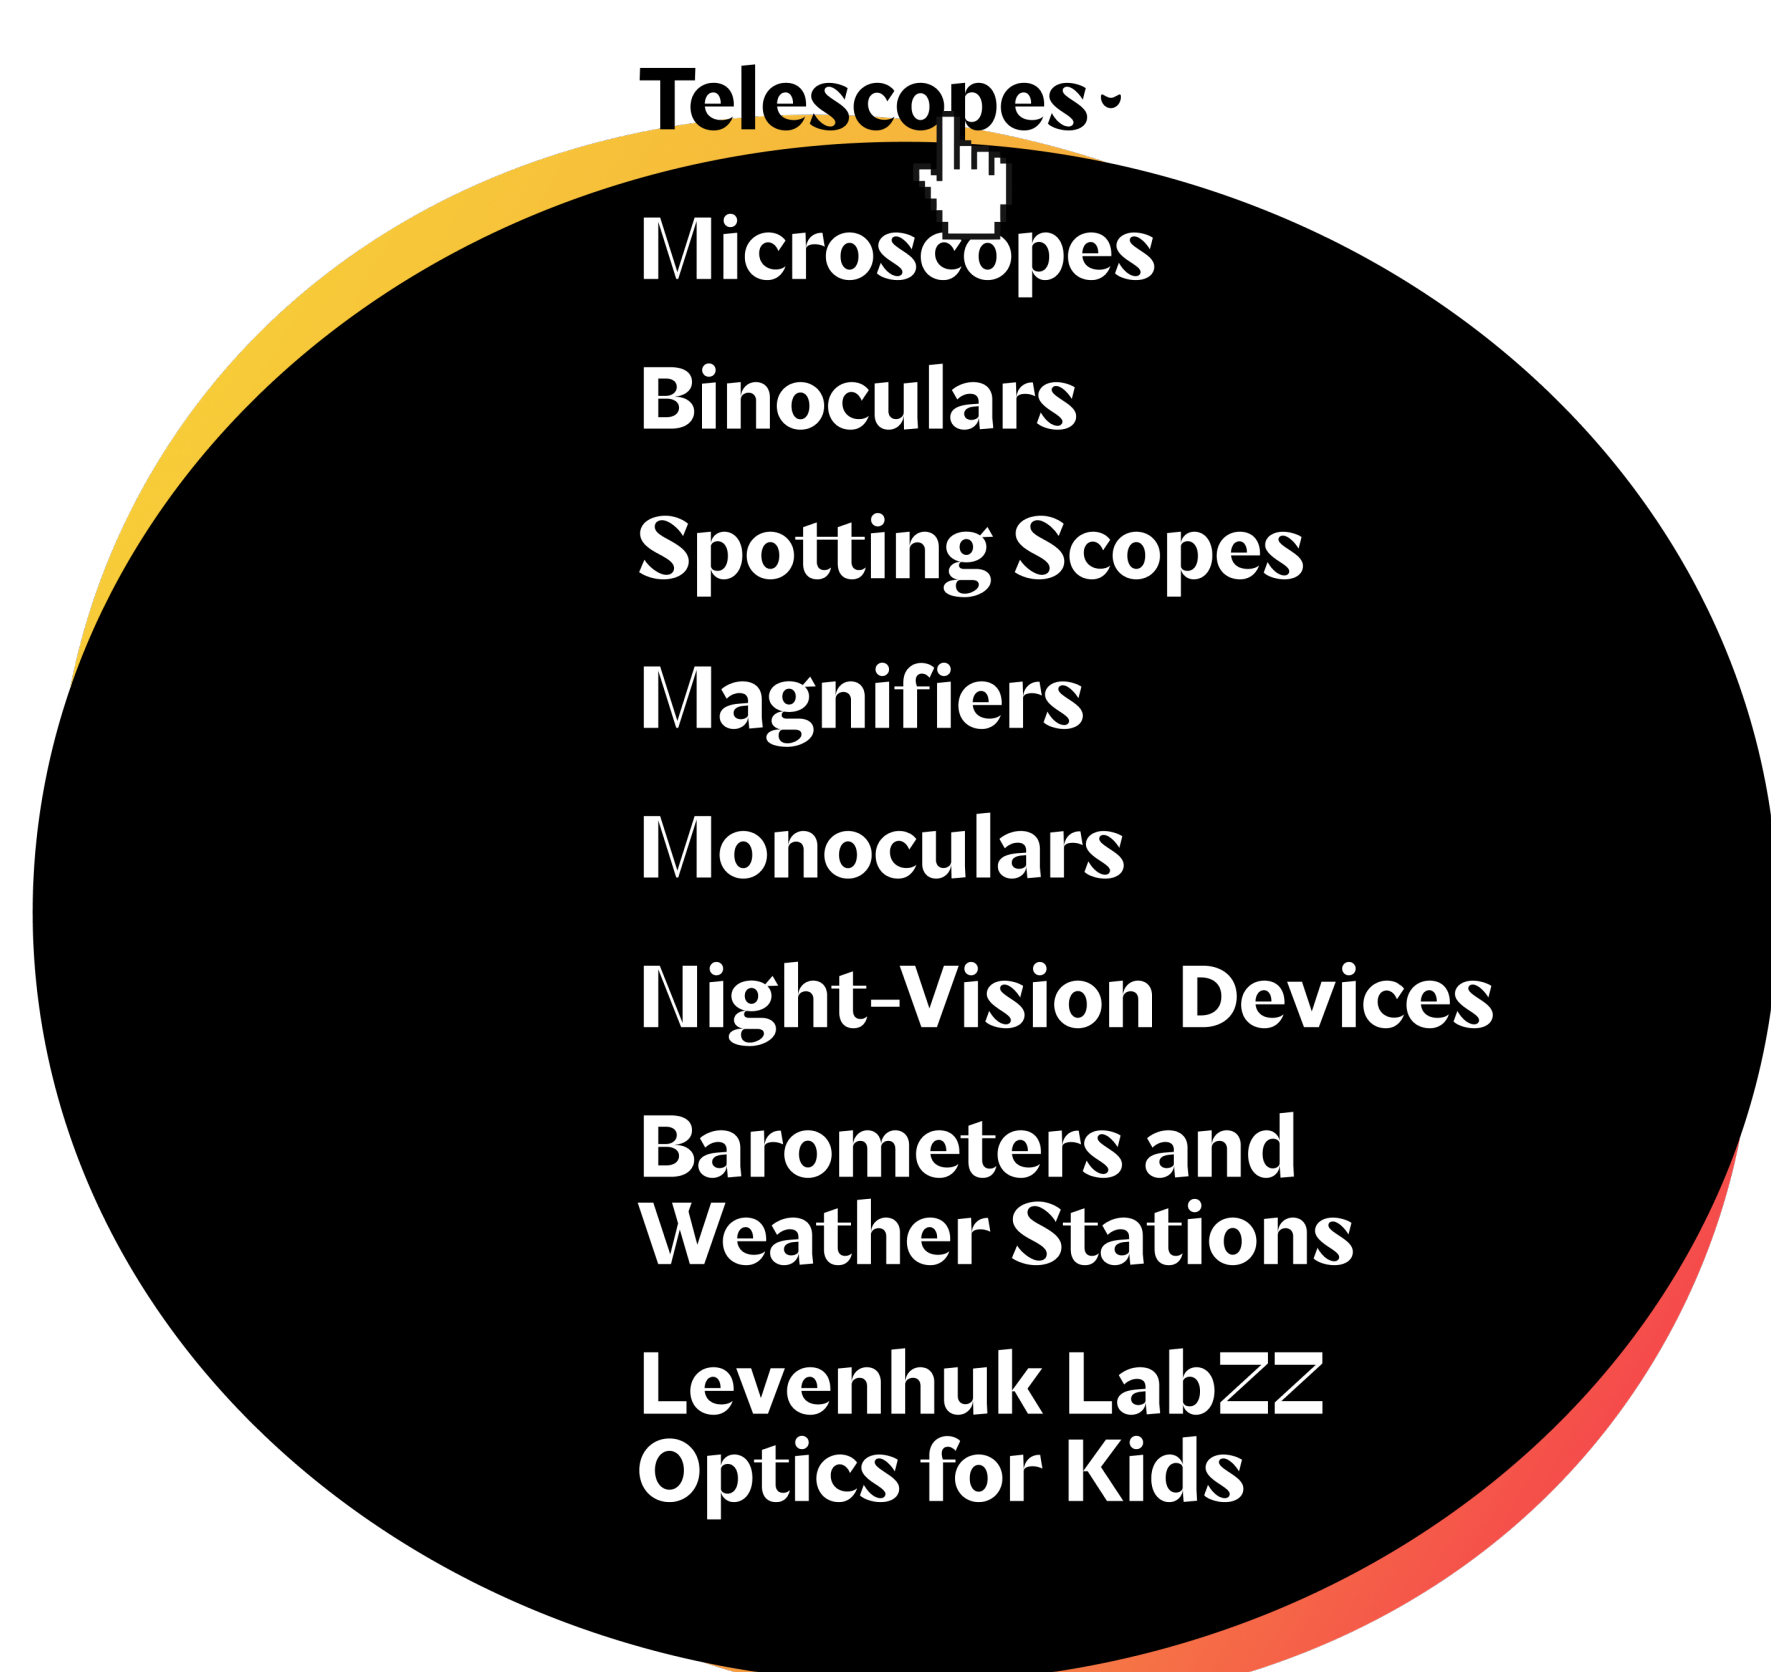 Telescopes
Microscopes
Binoculars
Spotting Scopes
Magnifiers
Monoculars
Night-Vision Devices
Barometers and
Weather Stations
Levenhuk LabZZ
Optics for Kids